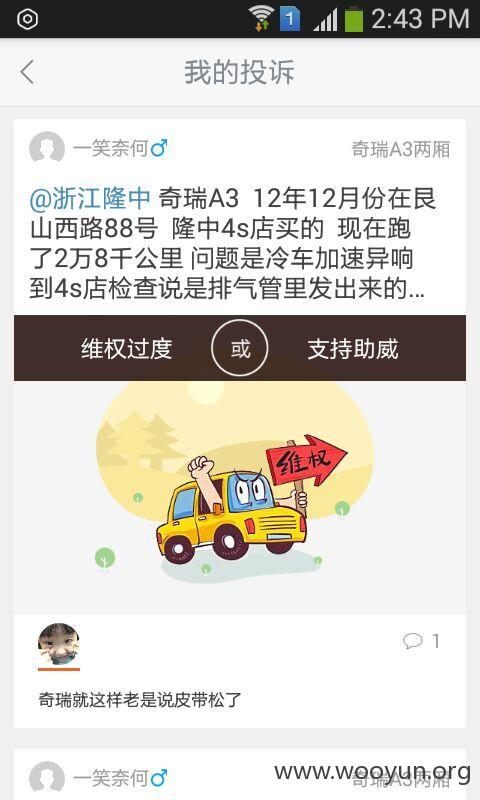 2:43 PM
1
我的投诉
一笑奈何♂
奇瑞A3两厢
@浙江隆中 奇瑞A3 12年12月份在艮
山西路88号 隆中4s店买的 现在跑
了2万8千公里 问题是冷车加速异响
到4s店检查说是排气管里发出来的...
维权过度 或 支持助威
维权
1
奇瑞就这样老是说皮带松了
一笑奈何♂
奇瑞A3两厢
www.wooyun.org